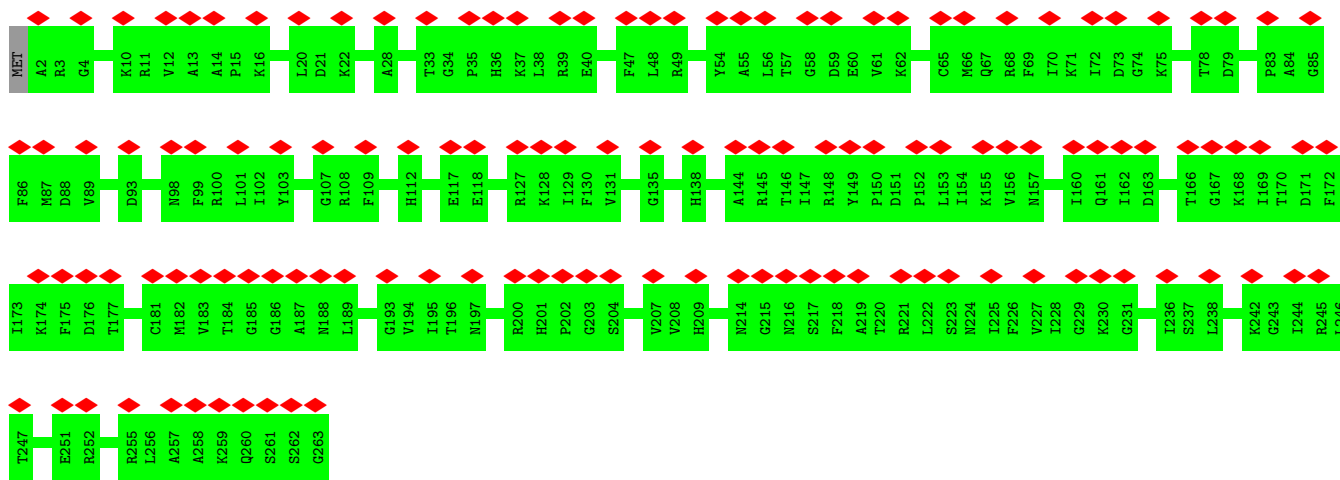 MET A2 R3 G4 K10 R11 V12 A13 A14 P15 K16 L20 D21 K22 A28 T33 G34 P35 H36 K37 L38 R39 E40 F47 L48 R49 Y54 A55 L56 T57 G58 D59 E60 V61 K62 C65 M66 Q67 R68 F69 I70 K71 I72 D73 G74 K75 T78 D79 P83 A84 G85
F86 M87 D88 V89 D93 N98 F99 R100 L101 I102 Y103 G107 R108 F109 H112 E117 E118 R127 K128 I129 F130 V131 G135 H138 A144 R145 T146 I147 R148 Y149 P150 D151 P152 L153 I154 K155 V156 N157 I160 Q161 I162 D163 T166 G167 K168 I169 T170 D171 F172
I173 K174 F175 D176 T177 C181 M182 V183 T184 G185 G186 A187 N188 L189 G193 V194 I195 T196 N197 R200 H201 P202 G203 S204 V207 V208 H209 N214 G215 N216 S217 F218 A219 T220 R221 L222 S223 N224 I225 F226 V227 I228 G229 K230 G231 I236 S237 L238 K242 G243 I244 R245 L246
T247 E251 R252 R255 L256 A257 A258 K259 Q260 S261 S262 G263